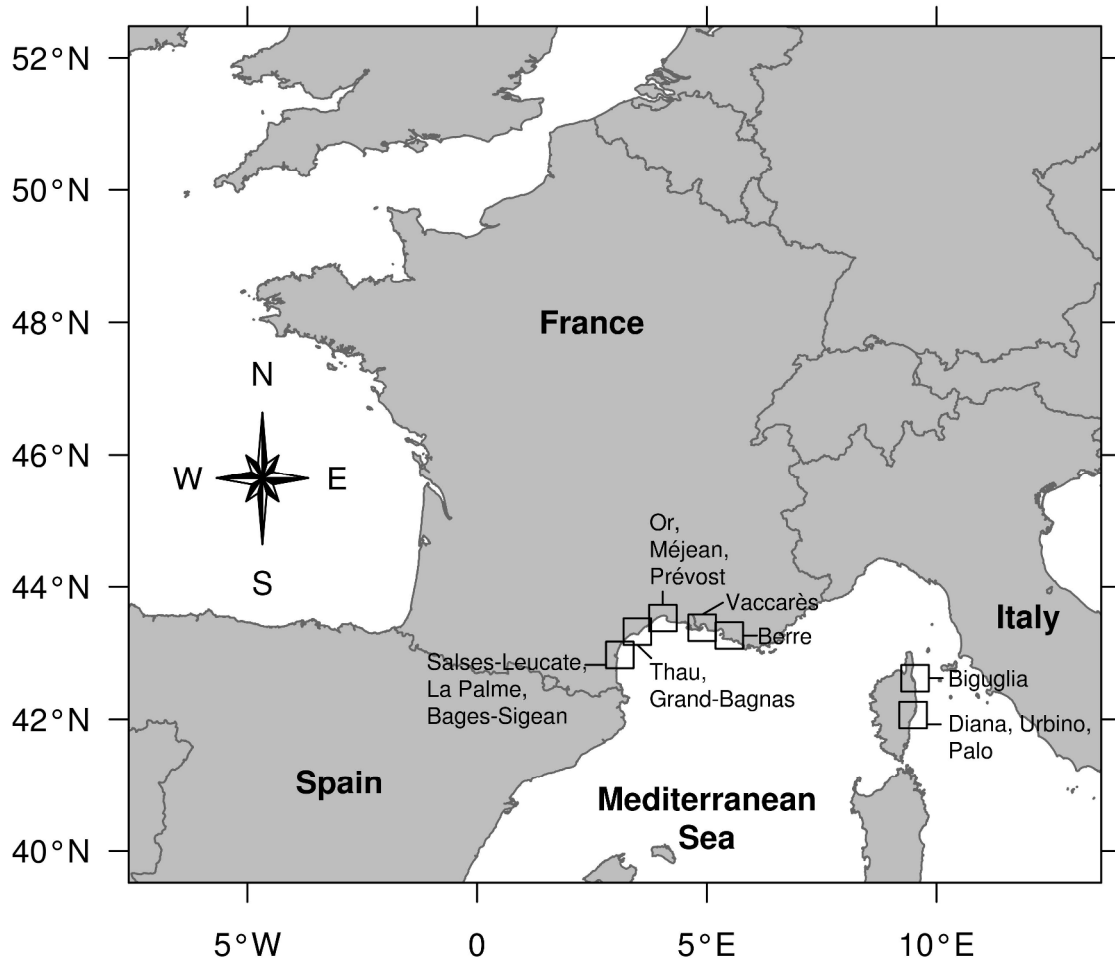 52°N
50°N
48°N
46°N
44°N
42°N
40°N
France
N
W
E
S
Or,
Méjean,
Prévost
Vaccarès
Berre
Italy
Salses-Leucate,
La Palme,
Bages-Sigean
Thau,
Grand-Bagnas
Biguglia
Diana, Urbino,
Palo
Spain
Mediterranean
Sea
5°W
0
5°E
10°E